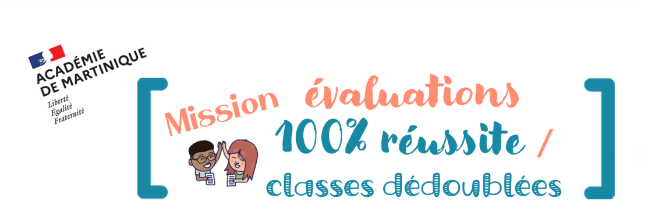 ACADÉMIE
DE MARTINIQUE
Liberté
Égalité
Fraternité
Mission évaluations
100% réussite /
classes dédoublées